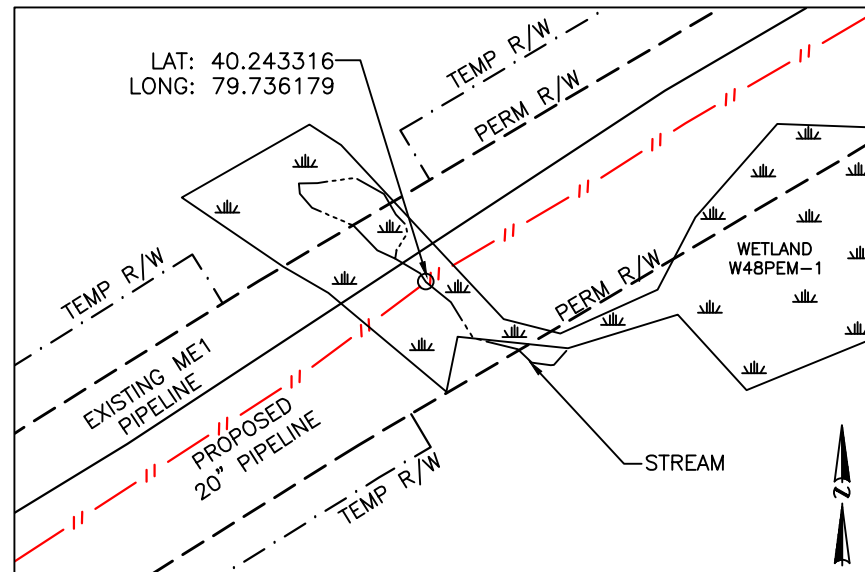 LAT: 40.243316
LONG: 79.736179
TEMP R/W
PERM R/W
WETLAND
W48PEM-1
TEMP R/W
PERM R/W
EXISTING ME1
PIPELINE
PROPOSED
20" PIPELINE
TEMP R/W
STREAM
N